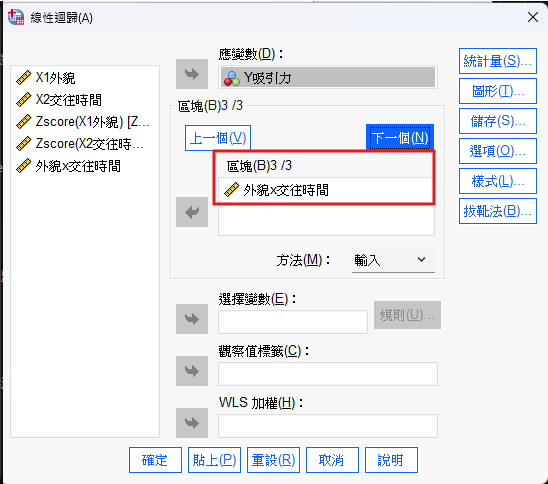 線性迴歸(A)
應變數(D)：
Y吸引力
X1外貌
X2交往時間
Zscore(X1外貌) [Z...
Zscore(X2交往時...
外貌x交往時間
區塊(B)3 /3
上一個(V)
下一個(N)
區塊(B)3 /3
外貌x交往時間
方法(M)：
輸入
選擇變數(E)：
規則(U)...
觀察值標籤(C)：
WLS 加權(H)：
統計量(S)...
圖形(T)...
儲存(S)...
選項(O)...
樣式(L)...
拔靴法(B)...
確定
貼上(P)
重設(R)
取消
說明